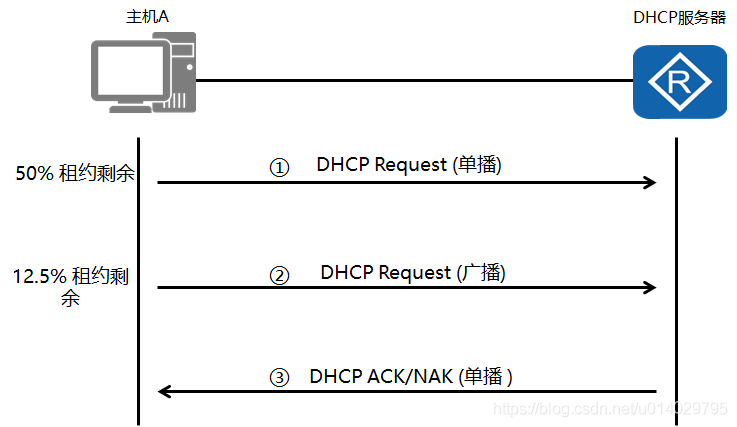 主机A
DHCP服务器
R
50% 租约剩余
① DHCP Request (单播)
12.5% 租约剩
余
② DHCP Request (广播)
③ DHCP ACK/NAK (单播 )
https://blog.csdn.net/u014029795